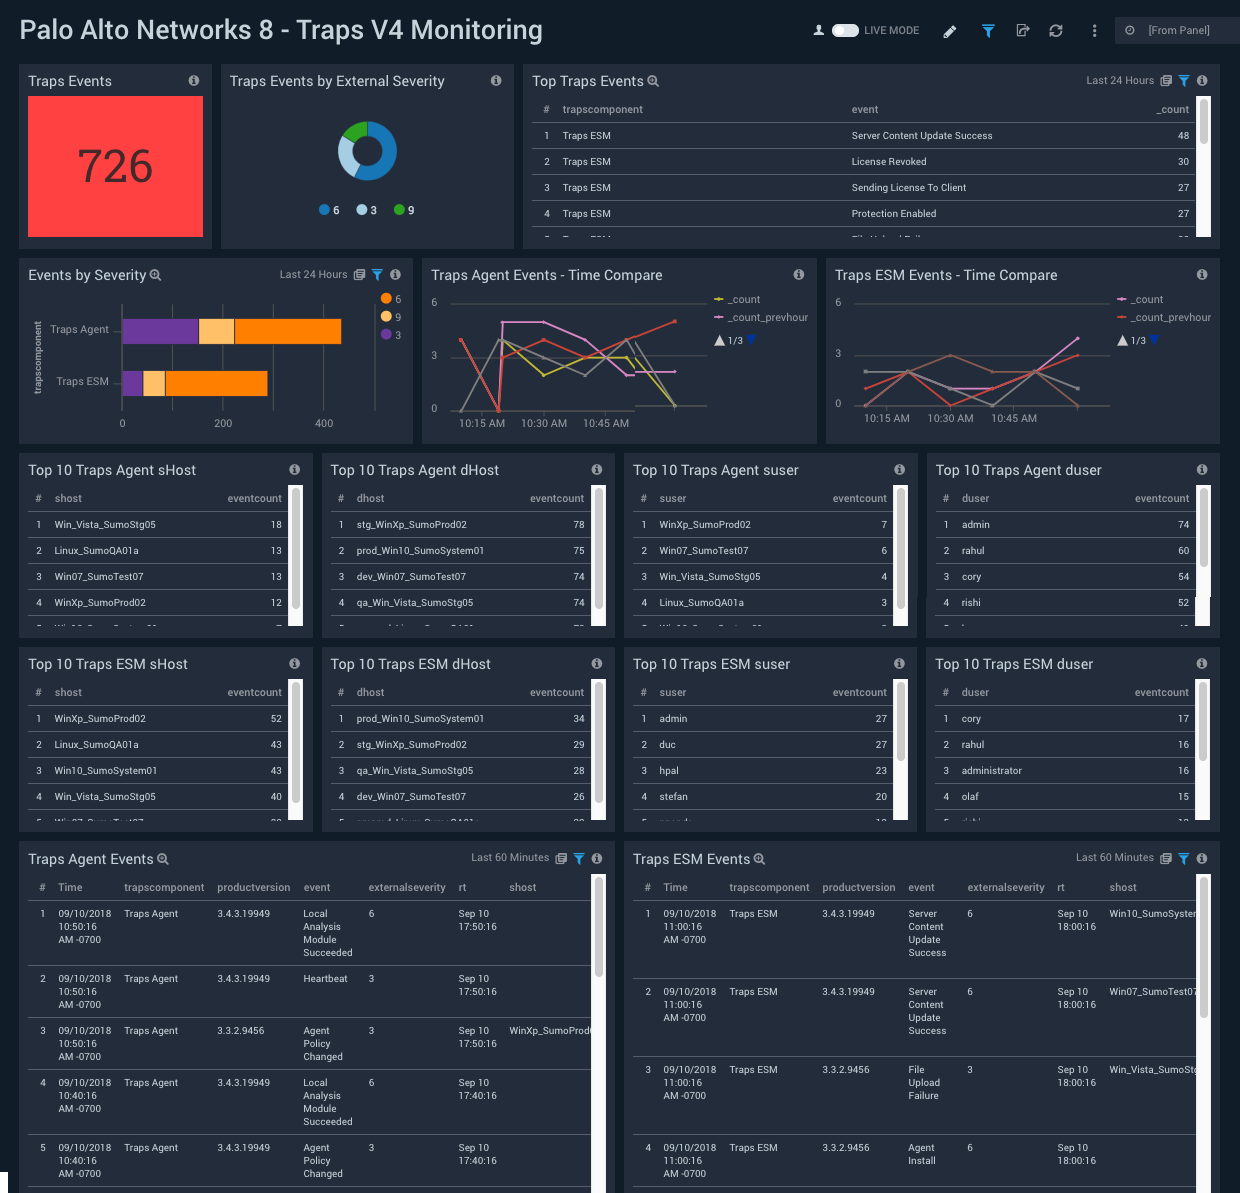 Palo Alto Networks 8 - Traps V4 Monitoring
LIVE MODE
[From Panel]
Traps Events
726
Traps Events by External Severity
6 3 9
Top Traps Events
Last 24 Hours
# trapscomponent event _count
1 Traps ESM Server Content Update Success 48
2 Traps ESM License Revoked 30
3 Traps ESM Sending License To Client 27
4 Traps ESM Protection Enabled 27
Events by Severity
Last 24 Hours
trapscomponent
Traps Agent
Traps ESM
0 200 400
6
9
3
Traps Agent Events - Time Compare
6
3
0
10:15 AM 10:30 AM 10:45 AM
_count
_count_prevhour
1/3
Traps ESM Events - Time Compare
6
3
0
10:15 AM 10:30 AM 10:45 AM
_count
_count_prevhour
1/3
Top 10 Traps Agent sHost
# shost eventcount
1 Win_Vista_SumoStg05 18
2 Linux_SumoQA01a 13
3 Win07_SumoTest07 13
4 WinXp_SumoProd02 12
Top 10 Traps Agent dHost
# dhost eventcount
1 stg_WinXp_SumoProd02 78
2 prod_Win10_SumoSystem01 75
3 dev_Win07_SumoTest07 74
4 qa_Win_Vista_SumoStg05 74
Top 10 Traps Agent suser
# suser eventcount
1 WinXp_SumoProd02 7
2 Win07_SumoTest07 6
3 Win_Vista_SumoStg05 4
4 Linux_SumoQA01a 3
Top 10 Traps Agent duser
# duser eventcount
1 admin 74
2 rahul 60
3 cory 54
4 rishi 52
Top 10 Traps ESM sHost
# shost eventcount
1 WinXp_SumoProd02 52
2 Linux_SumoQA01a 43
3 Win10_SumoSystem01 43
4 Win_Vista_SumoStg05 40
Top 10 Traps ESM dHost
# dhost eventcount
1 prod_Win10_SumoSystem01 34
2 stg_WinXp_SumoProd02 29
3 qa_Win_Vista_SumoStg05 28
4 dev_Win07_SumoTest07 26
Top 10 Traps ESM suser
# suser eventcount
1 admin 27
2 duc 27
3 hpal 23
4 stefan 20
Top 10 Traps ESM duser
# duser eventcount
1 cory 17
2 rahul 16
3 administrator 16
4 olaf 15
Traps Agent Events
Last 60 Minutes
# Time trapscomponent productversion event externalseverity rt shost
1 09/10/2018 Traps Agent 3.4.3.19949 Local 6 Sep 10
10:50:16 Analysis 17:50:16
AM -0700 Module
Succeeded
2 09/10/2018 Traps Agent 3.4.3.19949 Heartbeat 3 Sep 10
10:50:16 17:50:16
AM -0700
3 09/10/2018 Traps Agent 3.3.2.9456 Agent 3 Sep 10 WinXp_SumoProd
10:50:16 Policy 17:50:16
AM -0700 Changed
4 09/10/2018 Traps Agent 3.4.3.19949 Local 6 Sep 10
10:40:16 Analysis 17:40:16
AM -0700 Module
Succeeded
5 09/10/2018 Traps Agent 3.4.3.19949 Agent 3 Sep 10
10:40:16 Policy 17:40:16
AM -0700 Changed
Traps ESM Events
Last 60 Minutes
# Time trapscomponent productversion event externalseverity rt shost
1 09/10/2018 Traps ESM 3.4.3.19949 Server 6 Sep 10 Win10_SumoSyster
11:00:16 Content 18:00:16
AM -0700 Update
Success
2 09/10/2018 Traps ESM 3.4.3.19949 Server 6 Sep 10 Win07_SumoTest07
11:00:16 Content 18:00:16
AM -0700 Update
Success
3 09/10/2018 Traps ESM 3.3.2.9456 File 3 Sep 10 Win_Vista_SumoStg
11:00:16 Upload 18:00:16
AM -0700 Failure
4 09/10/2018 Traps ESM 3.3.2.9456 Agent 6 Sep 10
11:00:16 Install 18:00:16
AM -0700